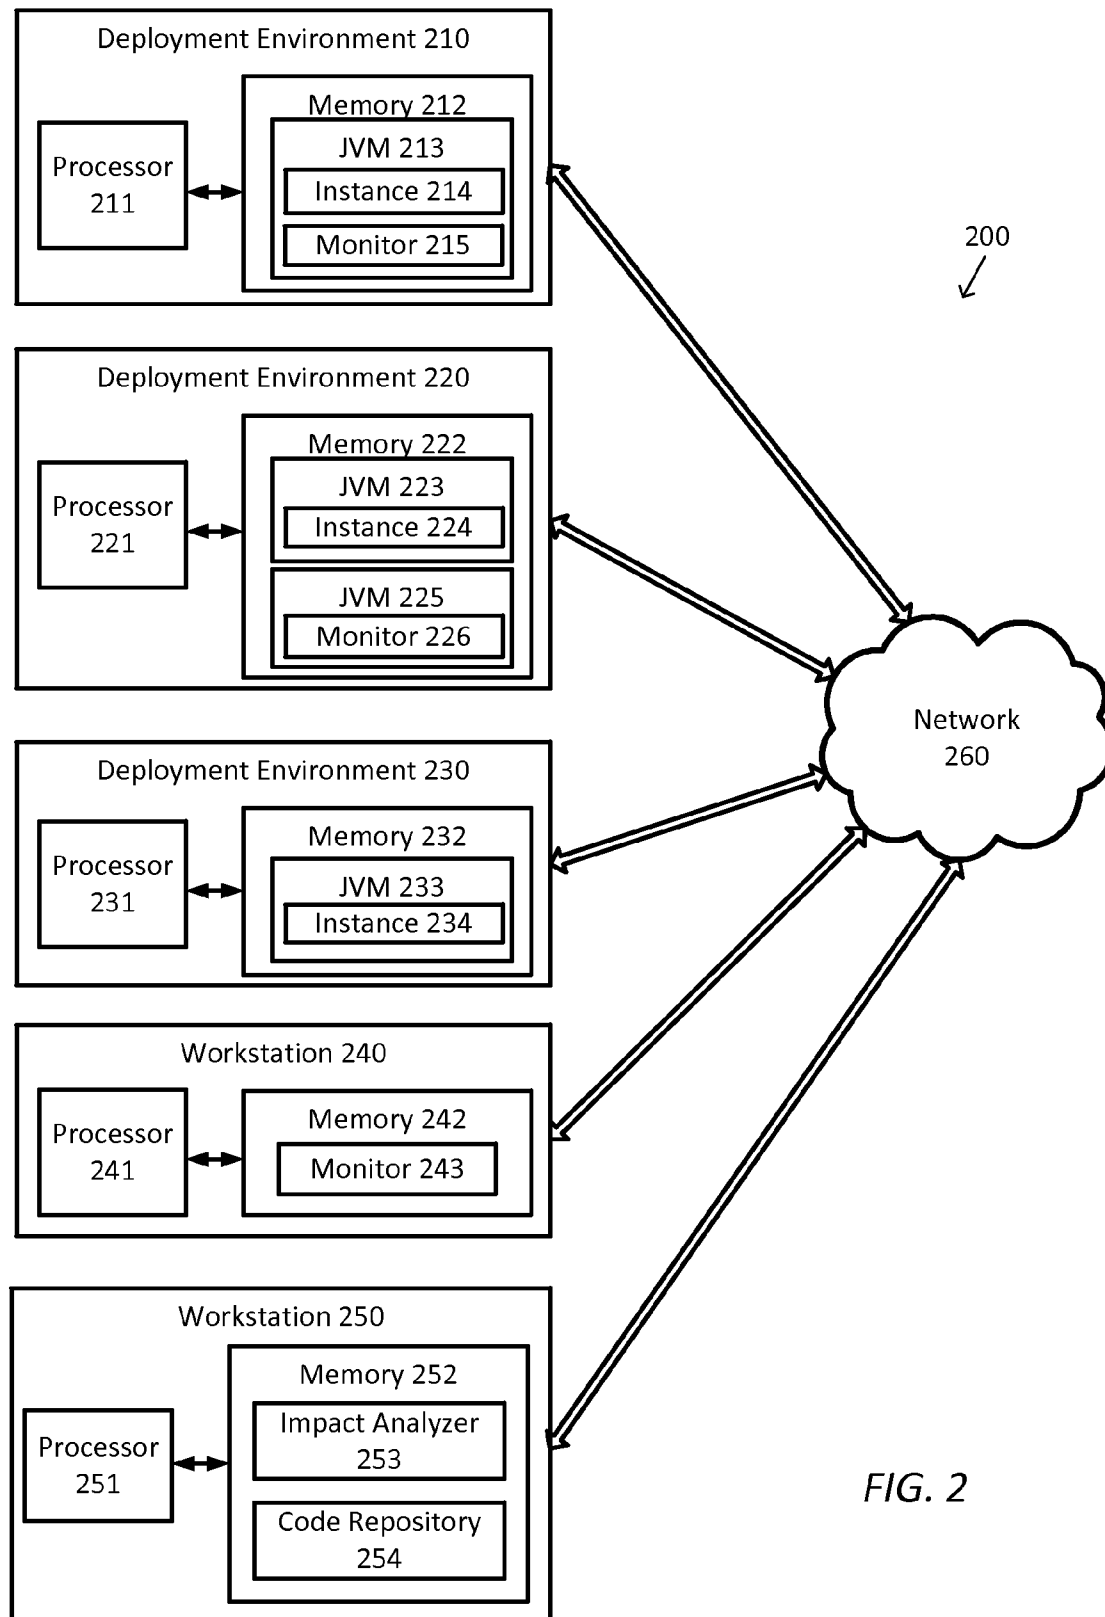 Deployment Environment 210
Memory 212
JVM 213
Processor
211
Instance 214
Monitor 215
200
Deployment Environment 220
Memory 222
JVM 223
Processor
221
Instance 224
JVM 225
Monitor 226
Network
260
Deployment Environment 230
Memory 232
JVM 233
Processor
231
Instance 234
Workstation 240
Memory 242
Processor
241
Monitor 243
Workstation 250
Memory 252
Impact Analyzer
253
Processor
251
Code Repository
254
FIG. 2